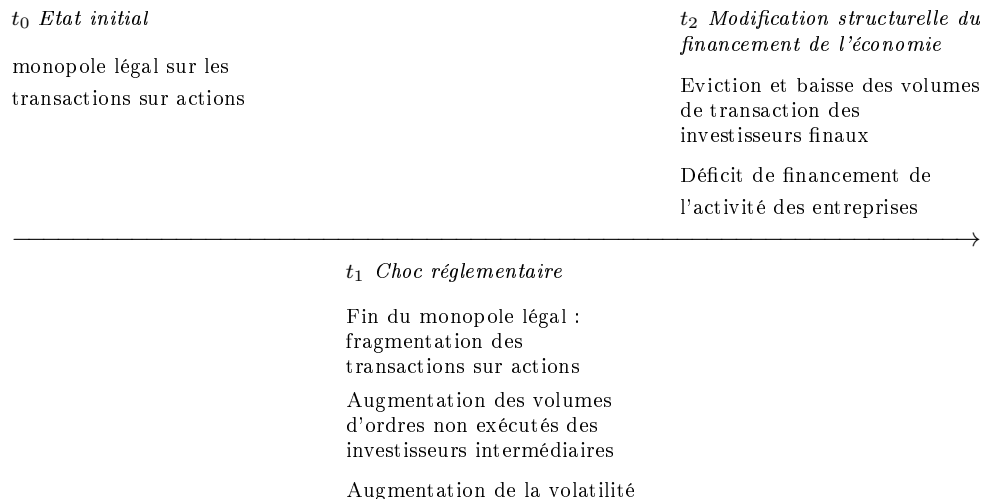 t₀ Etat initial
monopole légal sur les
transactions sur actions
t₂ Modification structurelle du
financement de l'économie
Eviction et baisse des volumes
de transaction des
investisseurs finaux
Déficit de financement de
l'activité des entreprises
t₁ Choc réglementaire
Fin du monopole légal :
fragmentation des
transactions sur actions
Augmentation des volumes
d'ordres non exécutés des
investisseurs intermédiaires
Augmentation de la volatilité